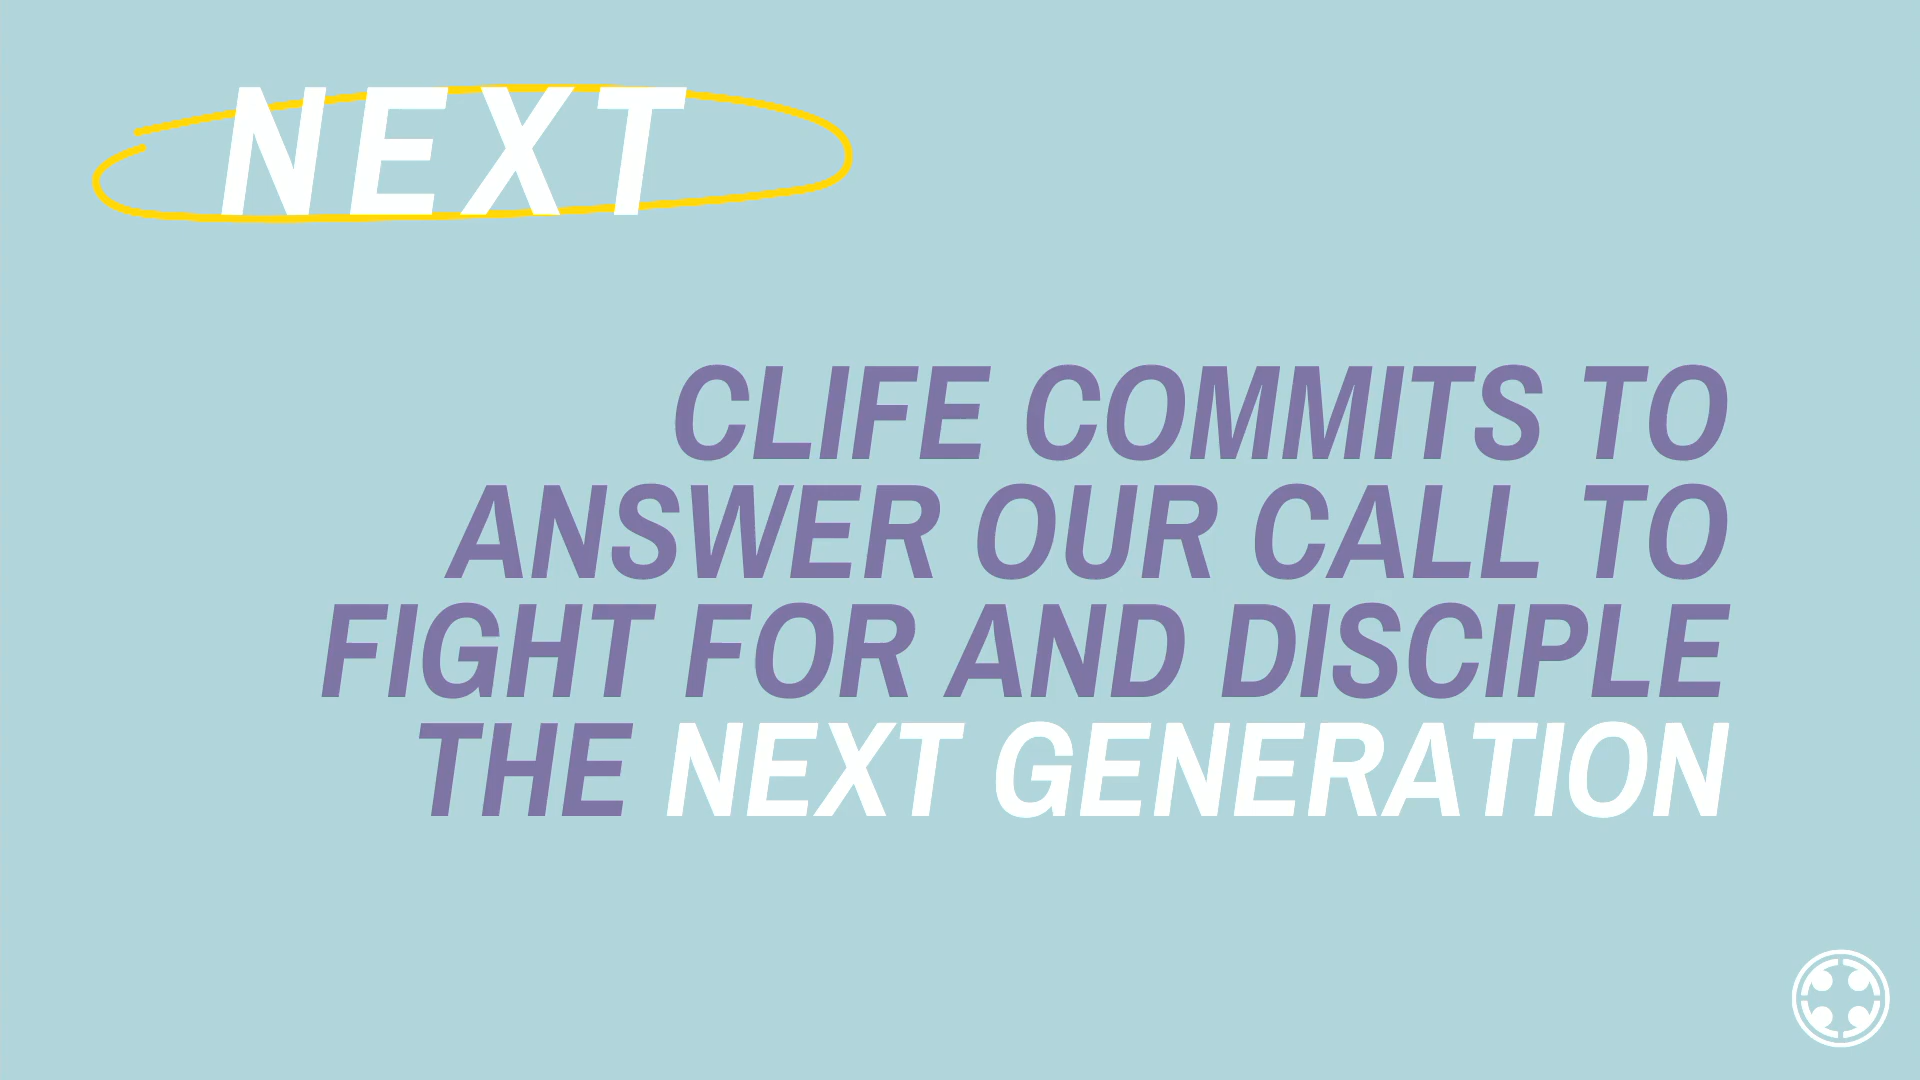 NEXT
CLIFE COMMITS TO
ANSWER OUR CALL TO
FIGHT FOR AND DISCIPLE
THE NEXT GENERATION